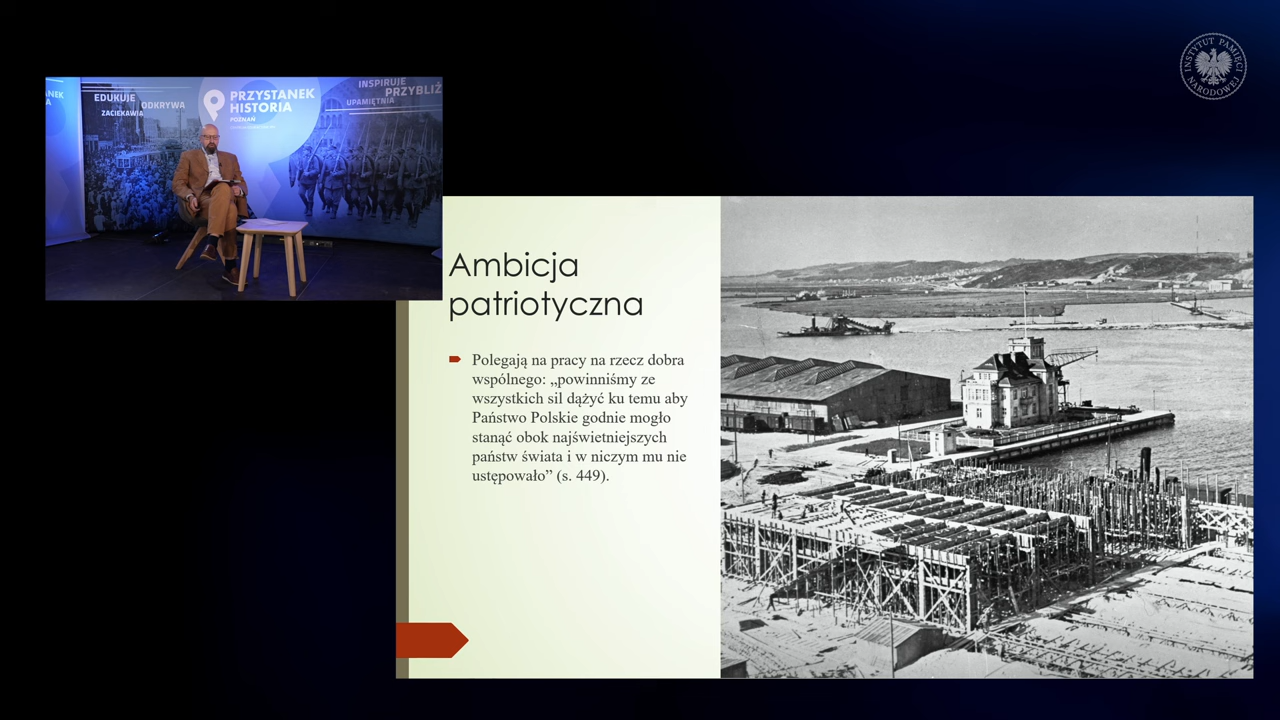 INSTYTUT PAMIĘCI NARODOWEJ
EDUKUJE
ODKRYWA
ZACIEKAWIA
PRZYSTANEK
HISTORIA
POZNAŃ
INSPIRUJE
PRZYBLIŻ
UPAMIĘTNIA
Ambicja
patriotyczna
Polegają na pracy na rzecz dobra
wspólnego: „powinniśmy ze
wszystkich sil dążyć ku temu aby
Państwo Polskie godnie mogło
stanąć obok najświetniejszych
państw świata i w niczym mu nie
ustępowało” (s. 449).